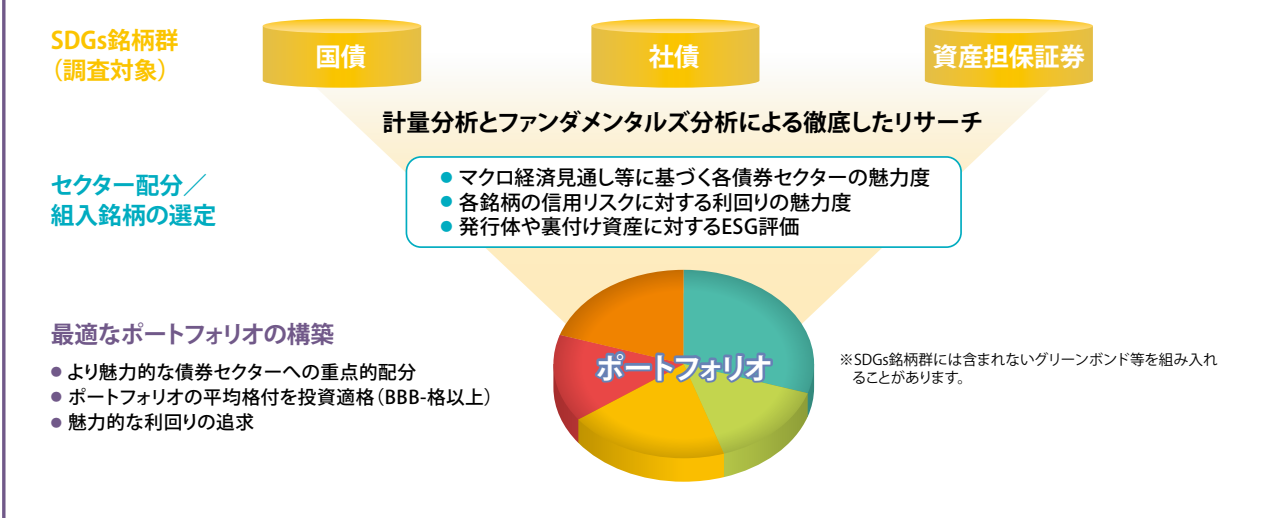 SDGs銘柄群
（調査対象）
国債
社債
資産担保証券
計量分析とファンダメンタルズ分析による徹底したリサーチ
セクター配分／
組入銘柄の選定
● マクロ経済見通し等に基づく各債券セクターの魅力度
● 各銘柄の信用リスクに対する利回りの魅力度
● 発行体や裏付け資産に対するESG評価
最適なポートフォリオの構築
● より魅力的な債券セクターへの重点的配分
● ポートフォリオの平均格付を投資適格（BBB-格以上）
● 魅力的な利回りの追求
ポートフォリオ
※SDGs銘柄群には含まれないグリーンボンド等を組み入れ
ることがあります。